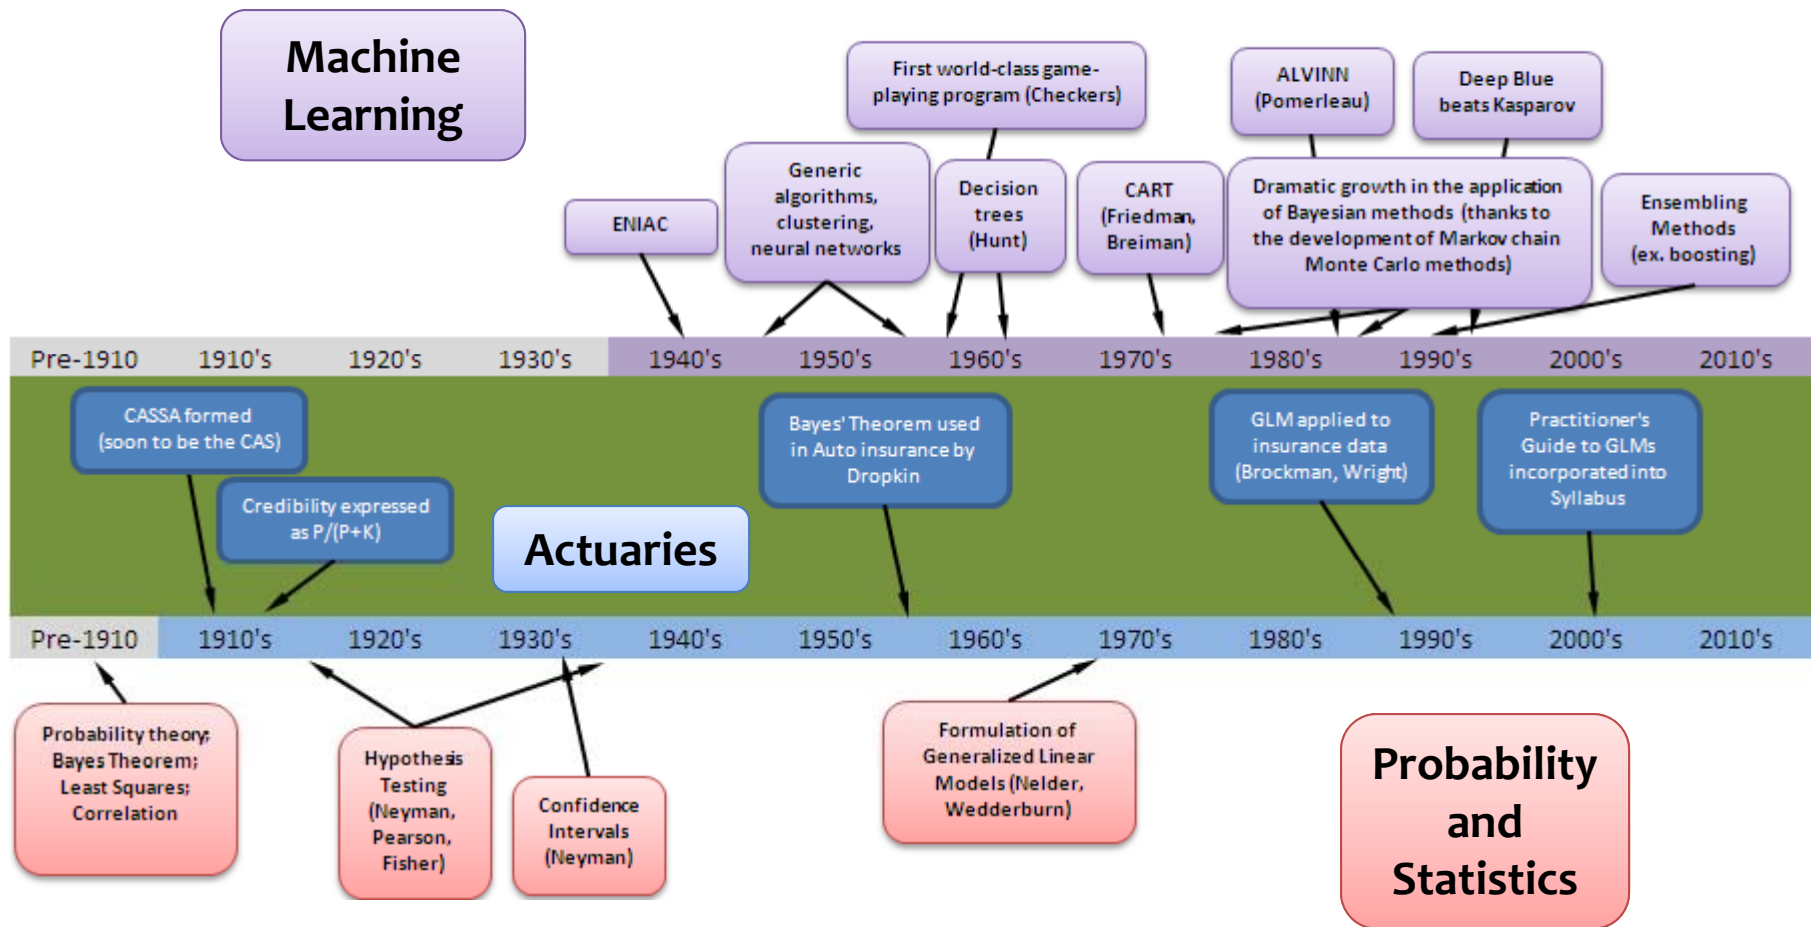 Machine
Learning
First world-class game-
playing program (Checkers)
ALVINN
(Pomerleau)
Deep Blue
beats Kasparov
ENIAC
Generic
algorithms,
clustering,
neural networks
Decision
trees
(Hunt)
CART
(Friedman,
Breiman)
Dramatic growth in the application
of Bayesian methods (thanks to
the development of Markov chain
Monte Carlo methods)
Ensembling
Methods
(ex. boosting)
Pre-1910 1910's 1920's 1930's 1940's 1950's 1960's 1970's 1980's 1990's 2000's 2010's
CASSA formed
(soon to be the CAS)
Credibility expressed
as P/(P+K)
Actuaries
Bayes' Theorem used
in Auto insurance by
Dropkin
GLM applied to
insurance data
(Brockman, Wright)
Practitioner's
Guide to GLMs
incorporated into
Syllabus
Pre-1910 1910's 1920's 1930's 1940's 1950's 1960's 1970's 1980's 1990's 2000's 2010's
Probability theory;
Bayes Theorem;
Least Squares;
Correlation
Hypothesis
Testing
(Neyman,
Pearson,
Fisher)
Confidence
Intervals
(Neyman)
Formulation of
Generalized Linear
Models (Nelder,
Wedderburn)
Probability
and
Statistics